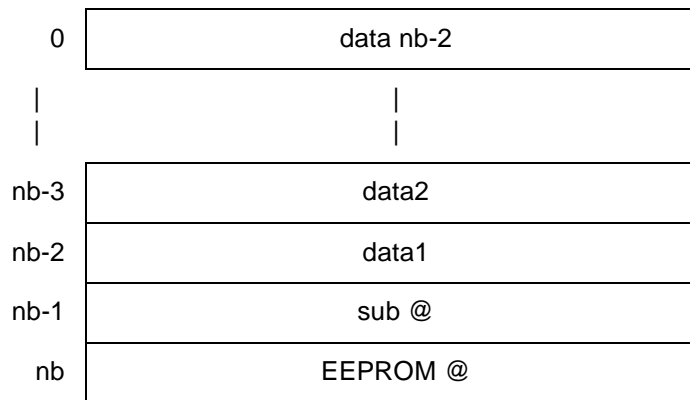 0 data nb-2
| |
| |
nb-3 data2
nb-2 data1
nb-1 sub @
nb EEPROM @